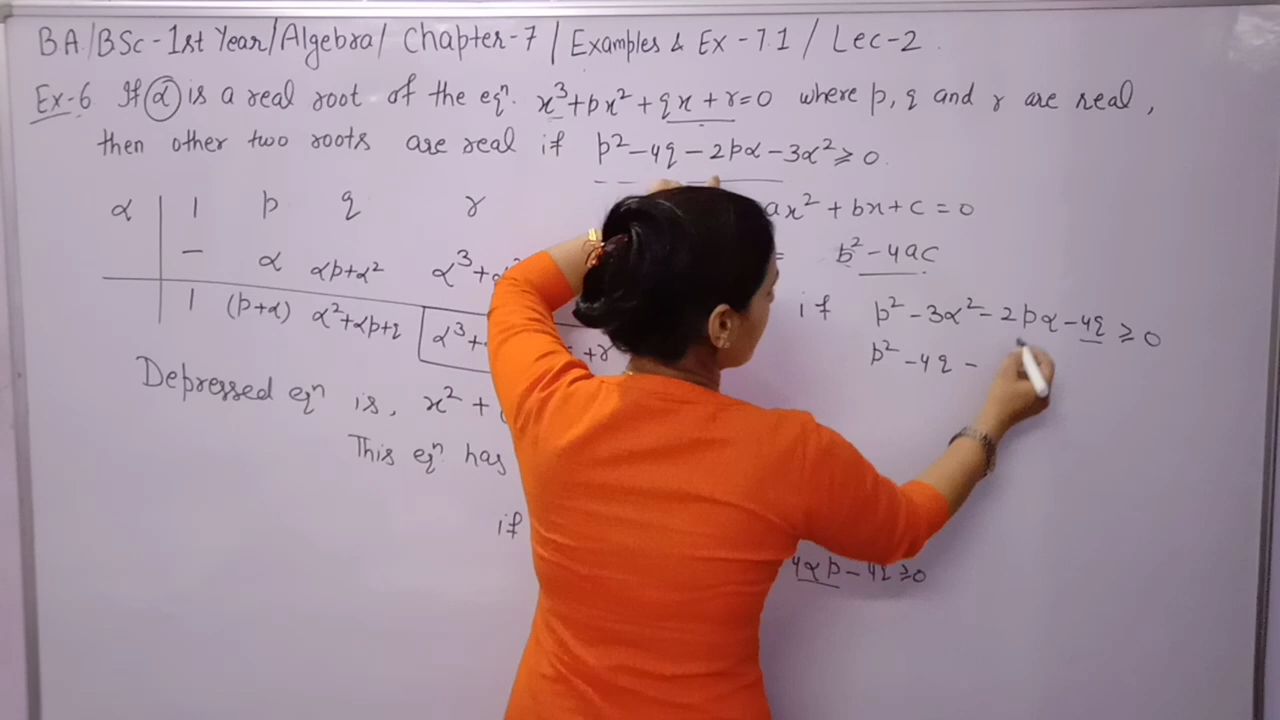 BA/BSc - 1st Year/Algebra/ Chapter-7 / Examples & Ex - 7.1 / Lec-2
Ex-6 If α is a real root of the eqⁿ. x³+px²+qx+r=0 where p, q and r are real,
then other two roots are real if p²-4q-2pα-3α²≥0.
α | 1 p q r
- α αp+α² α³+
1 (p+α) α²+αp+q α³+ +r
ax²+bx+c=0
= b²-4ac
if p²-3α²-2pα-4q≥0
p²-4q-
Depressed eqⁿ is, x²+
This eqⁿ. has
if
4αp-4q≥0